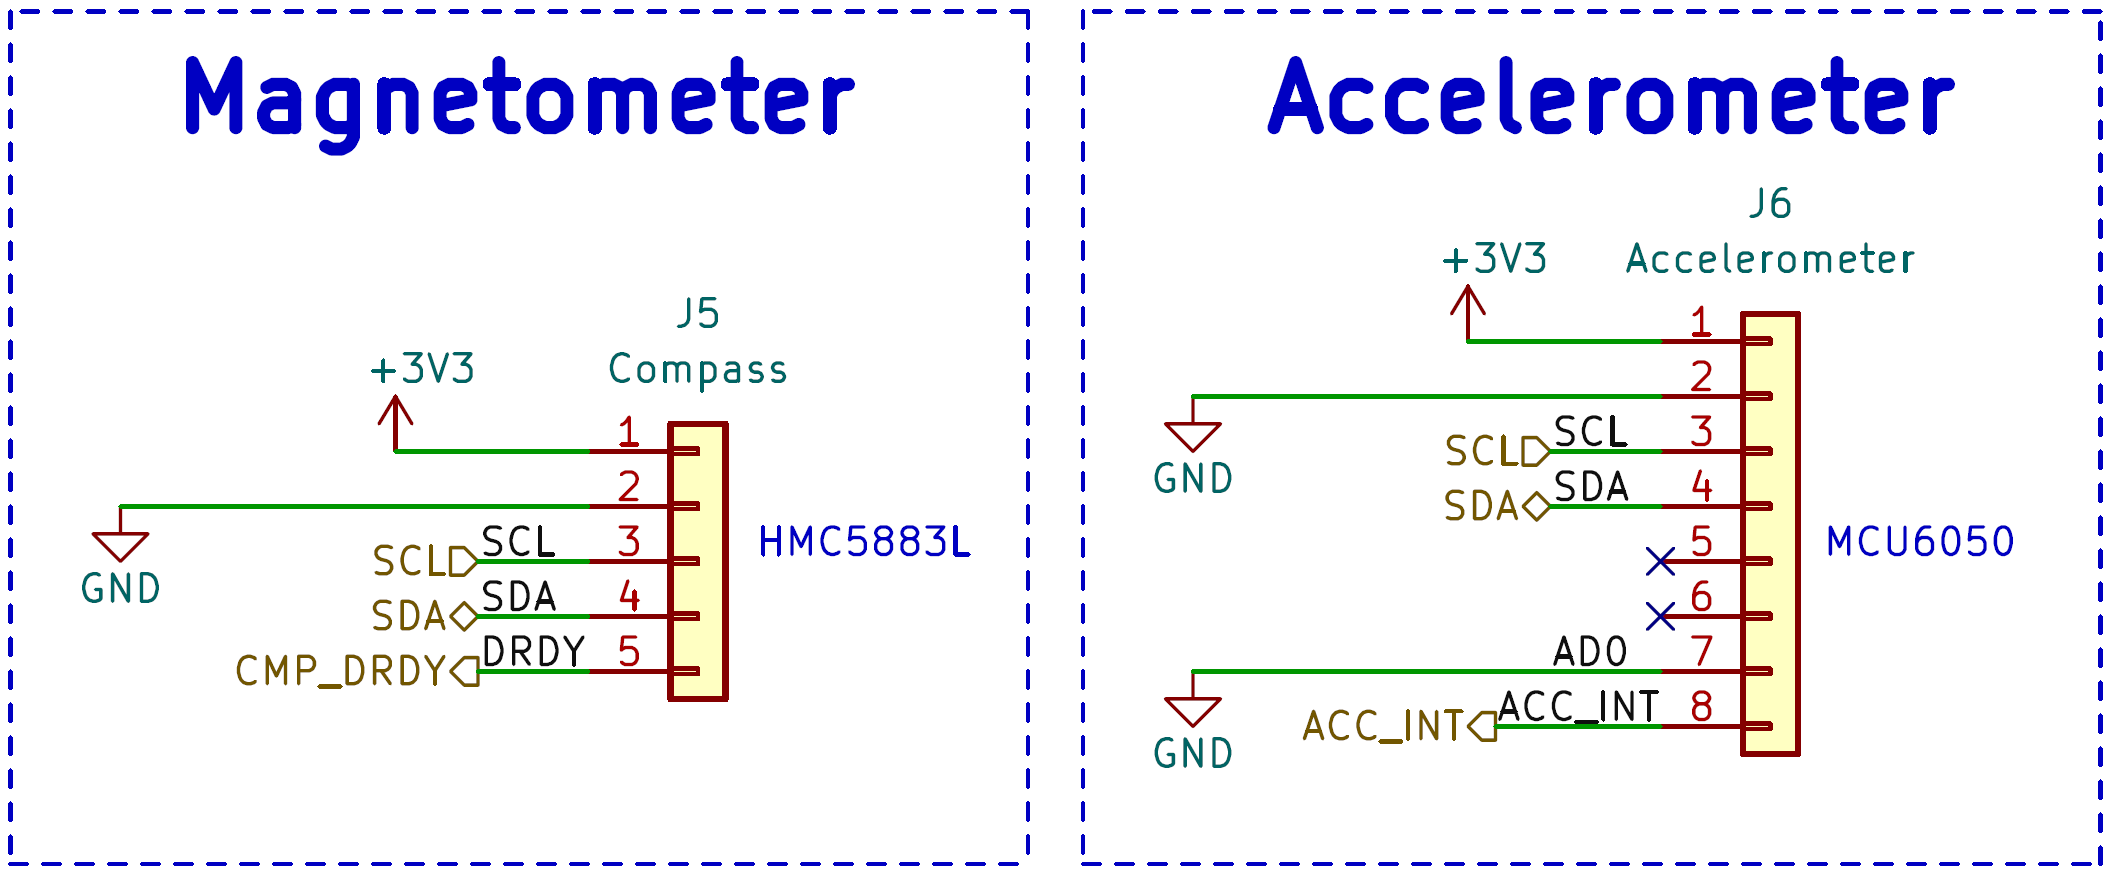 Magnetometer
J5
Compass
+3V3
1
2
GND
SCL SCL 3
SDA SDA 4
CMP_DRDY DRDY 5
HMC5883L
Accelerometer
J6
Accelerometer
+3V3
1
2
GND
SCL SCL 3
SDA SDA 4
5
6
MCU6050
AD0 7
GND
ACC_INT ACC_INT 8